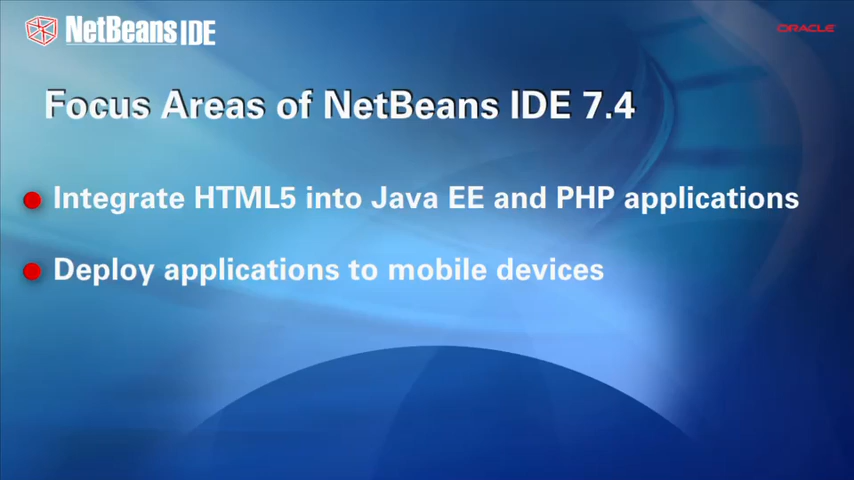 NetBeans IDE
ORACLE
Focus Areas of NetBeans IDE 7.4
Integrate HTML5 into Java EE and PHP applications
Deploy applications to mobile devices